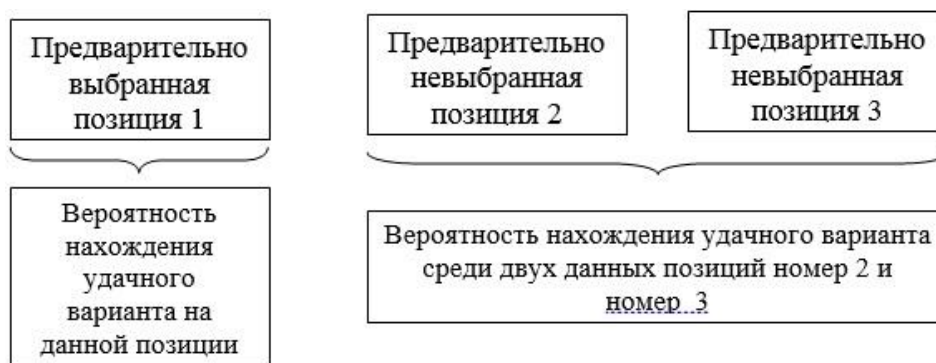 Предварительно
выбранная
позиция 1
Предварительно
невыбранная
позиция 2
Предварительно
невыбранная
позиция 3
Вероятность
нахождения
удачного
варианта на
данной позиции
Вероятность нахождения удачного варианта
среди двух данных позиций номер 2 и
номер 3